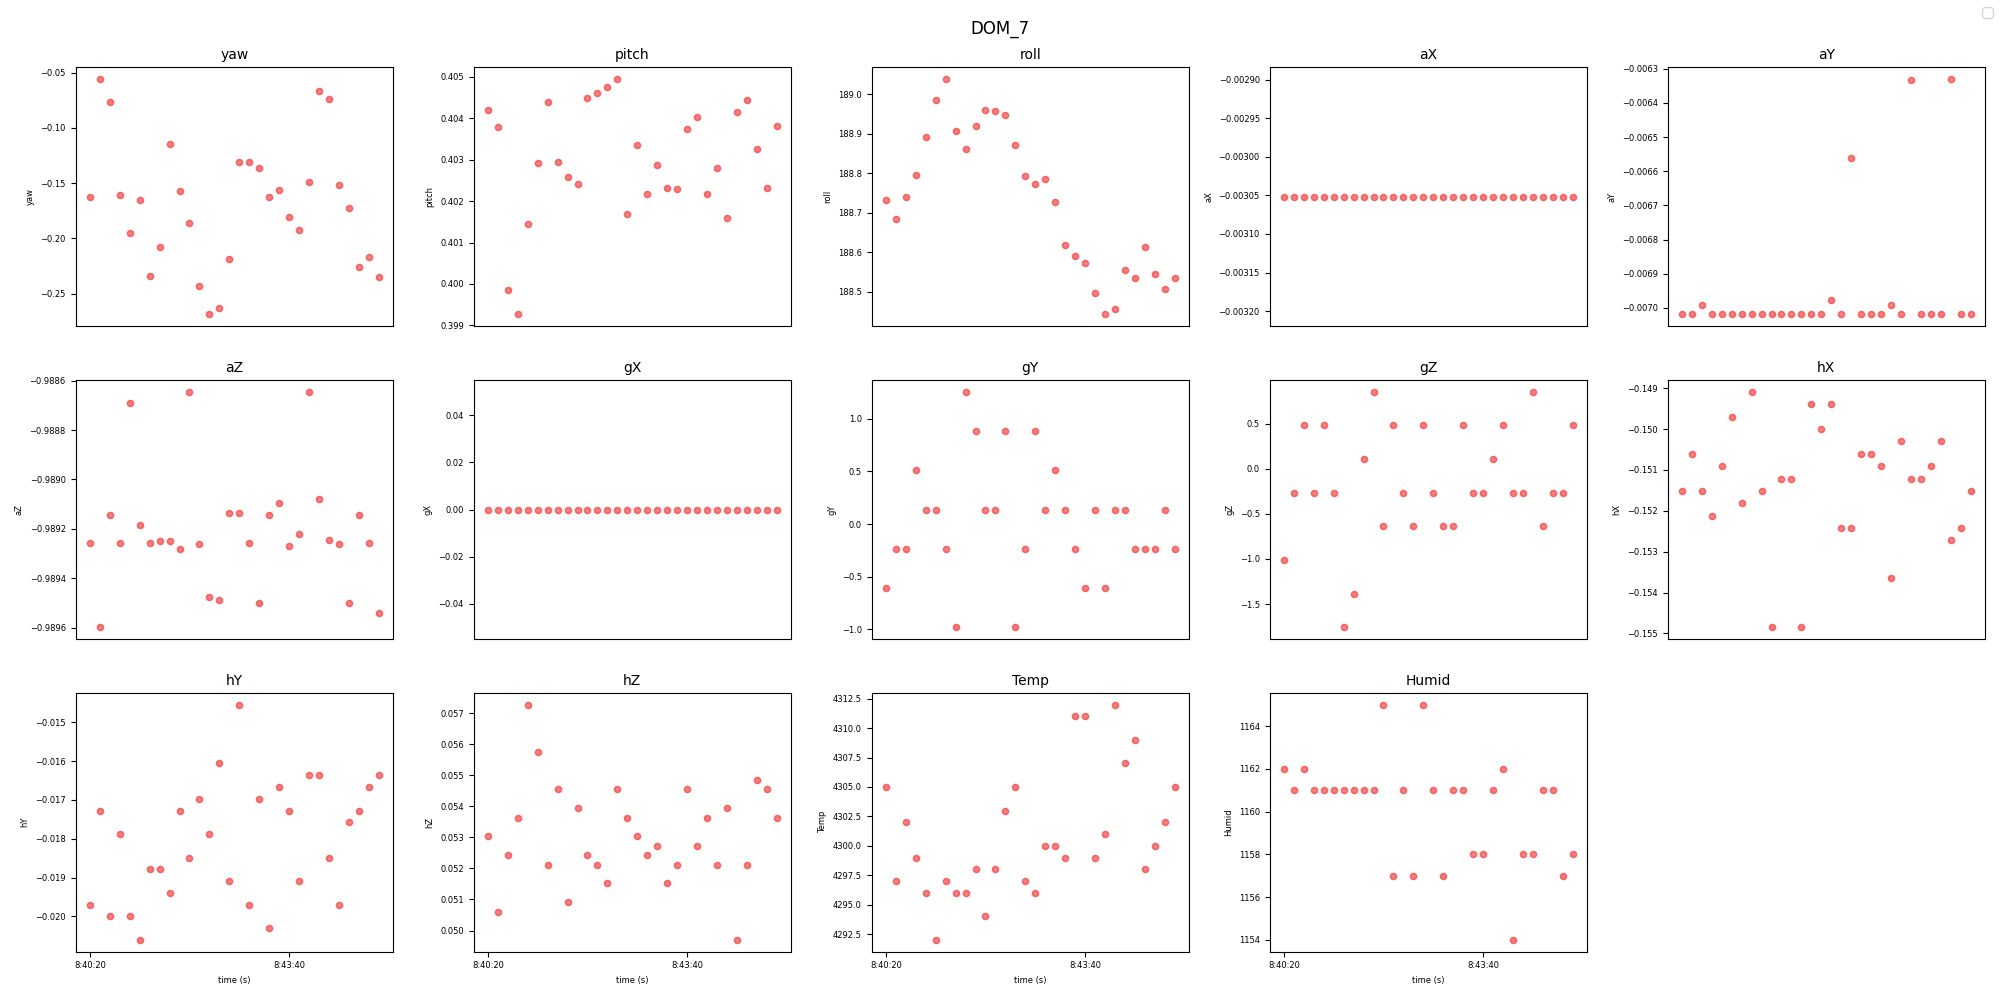 DOM_7
yaw
pitch
roll
aX
aY
−0.05
−0.10
−0.15
−0.20
−0.25
yaw
0.405
0.404
0.403
0.402
0.401
0.400
0.399
pitch
189.0
188.9
188.8
188.7
188.6
188.5
roll
−0.00290
−0.00295
−0.00300
−0.00305
−0.00310
−0.00315
−0.00320
aX
−0.0063
−0.0064
−0.0065
−0.0066
−0.0067
−0.0068
−0.0069
−0.0070
aY
aZ
gX
gY
gZ
hX
−0.9886
−0.9888
−0.9890
−0.9892
−0.9894
−0.9896
aZ
0.04
0.02
0.00
−0.02
−0.04
gX
1.0
0.5
0.0
−0.5
−1.0
gY
0.5
0.0
−0.5
−1.0
−1.5
gZ
−0.149
−0.150
−0.151
−0.152
−0.153
−0.154
−0.155
hX
hY
hZ
Temp
Humid
−0.015
−0.016
−0.017
−0.018
−0.019
−0.020
hY
8:40:20
8:43:40
time (s)
0.057
0.056
0.055
0.054
0.053
0.052
0.051
0.050
hZ
8:40:20
8:43:40
time (s)
4312.5
4310.0
4307.5
4305.0
4302.5
4300.0
4297.5
4295.0
4292.5
Temp
8:40:20
8:43:40
time (s)
1164
1162
1160
1158
1156
1154
Humid
8:40:20
8:43:40
time (s)